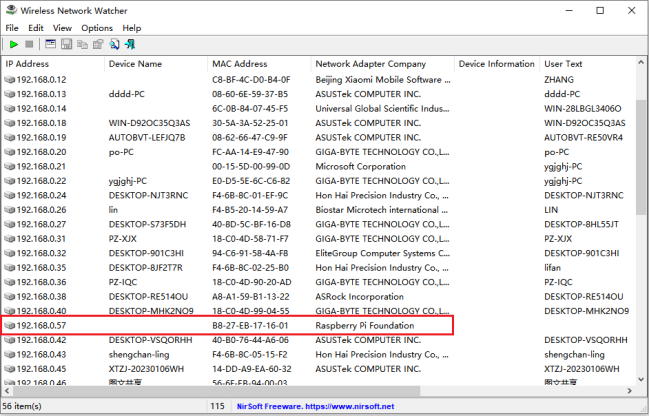 Wireless Network Watcher
File Edit View Options Help
IP Address Device Name MAC Address Network Adapter Company Device Information User Text
192.168.0.12 C8-BF-4C-D0-B4-0F Beijing Xiaomi Mobile Software ... ZHANG
192.168.0.13 dddd-PC 08-60-6E-59-37-B5 ASUSTek COMPUTER INC. dddd-PC
192.168.0.14 6C-0B-84-07-45-F5 Universal Global Scientific Indus... WIN-28LBGL3406O
192.168.0.18 WIN-D92OC35Q3AS 30-5A-3A-52-25-01 ASUSTek COMPUTER INC. WIN-D92OC35Q3AS
192.168.0.19 AUTOBVT-LEFJQ7B 08-62-66-47-C9-9F ASUSTek COMPUTER INC. AUTOBVT-RE50VR4
192.168.0.20 po-PC FC-AA-14-E9-47-90 GIGA-BYTE TECHNOLOGY CO.,L... po-PC
192.168.0.21 00-15-5D-00-99-0D Microsoft Corporation ygjghj-PC
192.168.0.22 ygjghj-PC E0-D5-5E-6C-C6-82 GIGA-BYTE TECHNOLOGY CO.,L... ygjghj-PC
192.168.0.24 DESKTOP-NJT3RNC F4-6B-8C-01-EF-9C Hon Hai Precision Industry Co., ... DESKTOP-NJT3RNC
192.168.0.26 lin F4-B5-20-14-59-A7 Biostar Microtech international ... LIN
192.168.0.27 DESKTOP-S73F5DH 40-8D-5C-BF-16-D8 GIGA-BYTE TECHNOLOGY CO.,L... DESKTOP-8HL55JT
192.168.0.31 PZ-XJX 18-C0-4D-58-71-F7 GIGA-BYTE TECHNOLOGY CO.,L... PZ-XJX
192.168.0.32 DESKTOP-901C3HI 94-C6-91-58-4A-F8 EliteGroup Computer Systems C... DESKTOP-901C3HI
192.168.0.35 DESKTOP-8JF2T7R F4-6B-8C-02-25-B0 Hon Hai Precision Industry Co., ... lifan
192.168.0.36 PZ-IQC 18-C0-4D-90-20-AD GIGA-BYTE TECHNOLOGY CO.,L... PZ-IQC
192.168.0.38 DESKTOP-RE514OU A8-A1-59-B1-13-22 ASRock Incorporation DESKTOP-RE514OU
192.168.0.40 DESKTOP-MHK2NO9 18-C0-4D-99-04-55 GIGA-BYTE TECHNOLOGY CO.,L... DESKTOP-MHK2NO9
192.168.0.57 B8-27-EB-17-16-01 Raspberry Pi Foundation
192.168.0.42 DESKTOP-VSQORHH 40-B0-76-44-A6-06 ASUSTek COMPUTER INC. DESKTOP-VSQORHH
192.168.0.43 shengchan-ling F4-6B-8C-05-15-F2 Hon Hai Precision Industry Co., ... shengchan-ling
192.168.0.45 XTZJ-20230106WH 14-DD-A9-EA-60-32 ASUSTek COMPUTER INC. XTZJ-20230106WH
192.168.0.46 图文共享 56-6F-EB-94-00-03 图文共享
56 item(s) 115 NirSoft Freeware. https://www.nirsoft.net